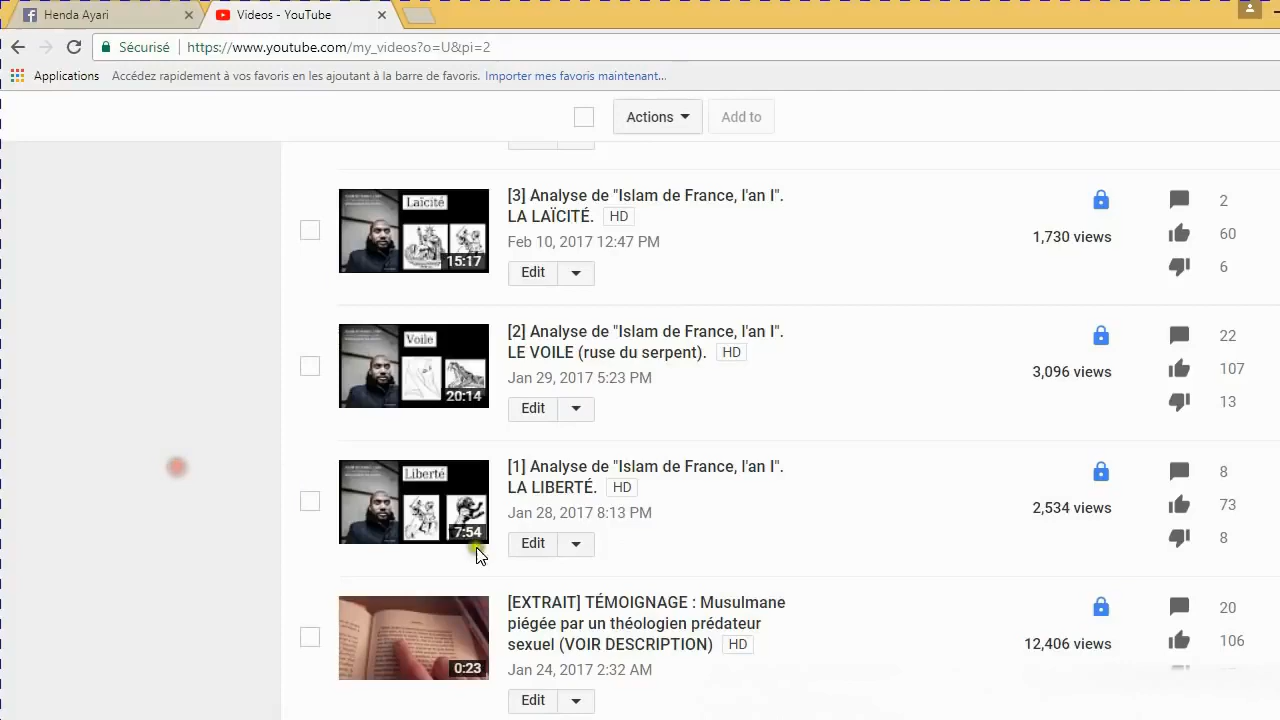 Henda Ayari
Videos - YouTube
Sécurisé
https://www.youtube.com/my_videos?o=U&pi=2
Applications
Accédez rapidement à vos favoris en les ajoutant à la barre de favoris. Importer mes favoris maintenant...
Actions
Add to
Laïcité
15:17
[3] Analyse de "Islam de France, l'an I".
LA LAÏCITÉ. HD
Feb 10, 2017 12:47 PM
Edit
1,730 views
2
60
6
Voile
20:14
[2] Analyse de "Islam de France, l'an I".
LE VOILE (ruse du serpent). HD
Jan 29, 2017 5:23 PM
Edit
3,096 views
22
107
13
Liberté
7:54
[1] Analyse de "Islam de France, l'an I".
LA LIBERTÉ. HD
Jan 28, 2017 8:13 PM
Edit
2,534 views
8
73
8
0:23
[EXTRAIT] TÉMOIGNAGE : Musulmane
piégée par un théologien prédateur
sexuel (VOIR DESCRIPTION) HD
Jan 24, 2017 2:32 AM
Edit
12,406 views
20
106